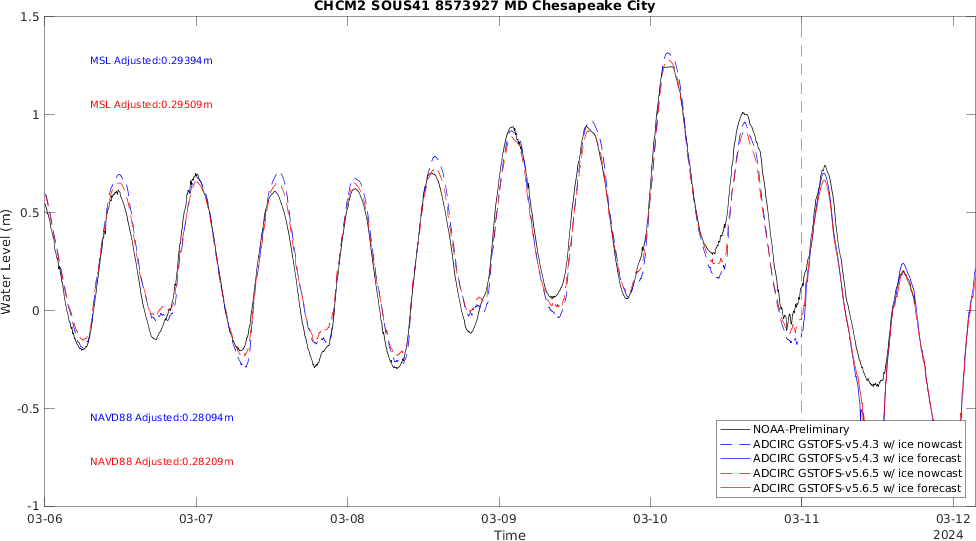 CHCM2 SOUS41 8573927 MD Chesapeake City
1.5
MSL Adjusted:0.29394m
MSL Adjusted:0.29509m
1
0.5
Water Level (m)
0
-0.5
NAVD88 Adjusted:0.28094m
NAVD88 Adjusted:0.28209m
NOAA-Preliminary
ADCIRC GSTOFS-v5.4.3 w/ ice nowcast
ADCIRC GSTOFS-v5.4.3 w/ ice forecast
ADCIRC GSTOFS-v5.6.5 w/ ice nowcast
ADCIRC GSTOFS-v5.6.5 w/ ice forecast
-1
03-06 03-07 03-08 03-09 03-10 03-11 03-12
2024
Time